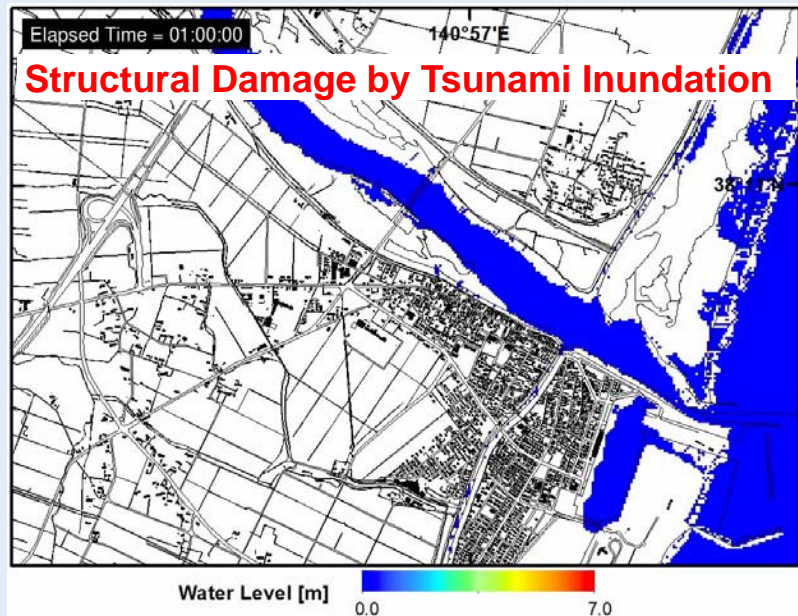 Elapsed Time = 01:00:00
140°57'E
Structural Damage by Tsunami Inundation
Water Level [m]
0.0
7.0